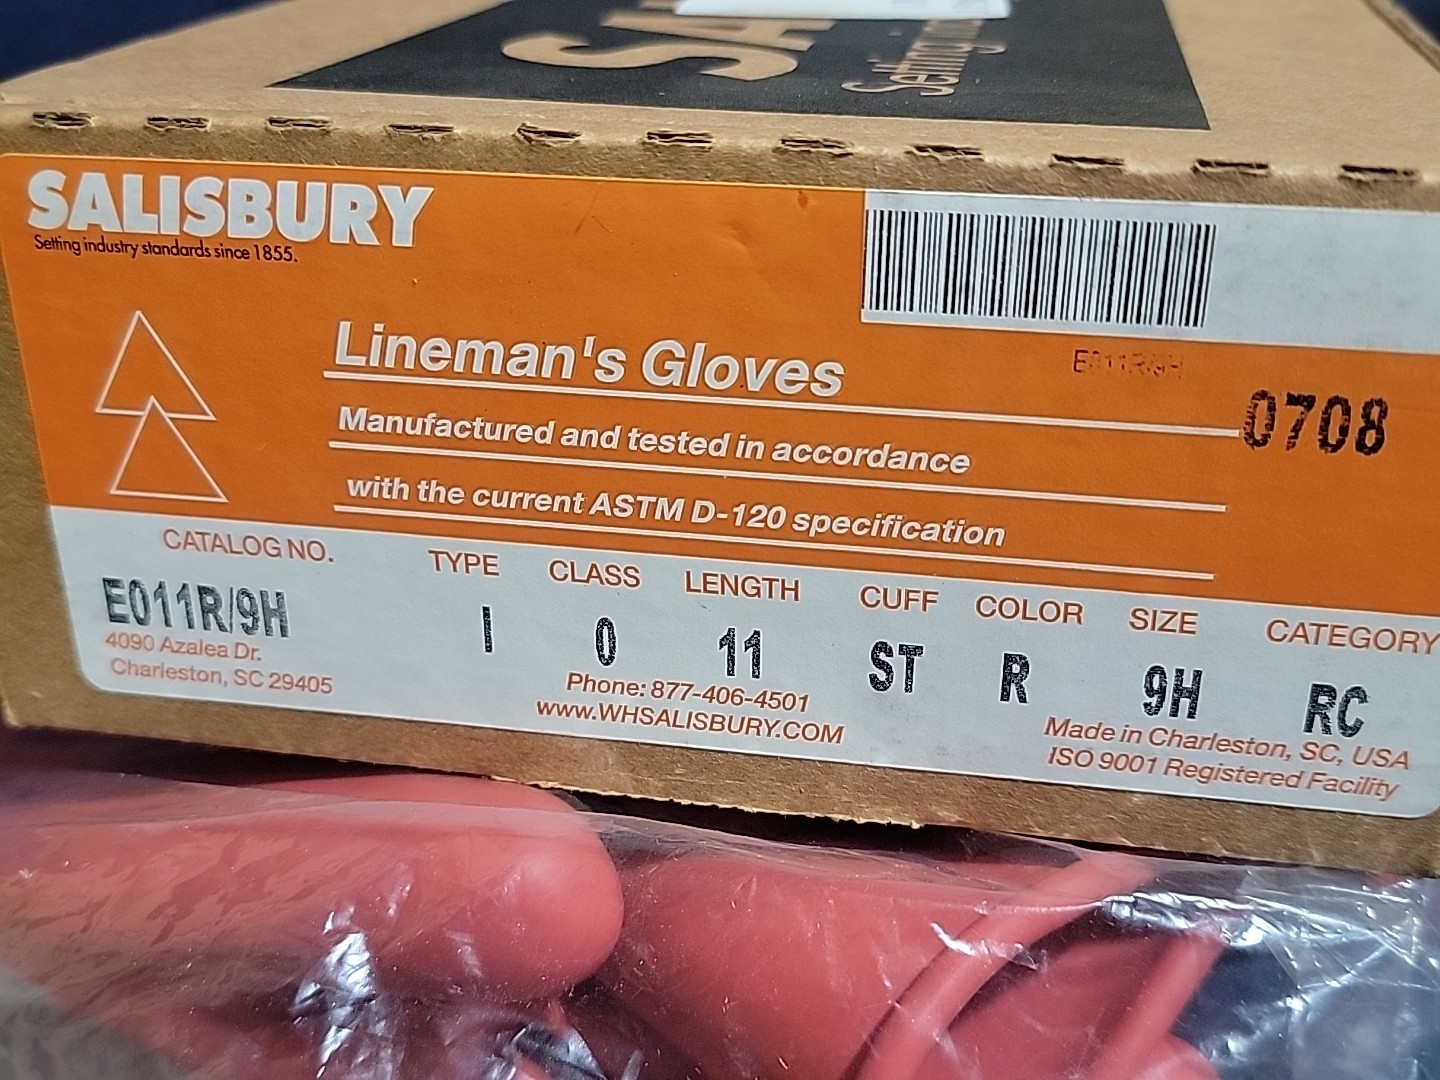 SALISBURY
Setting industry standards since 1855.
E011R/9H
Lineman's Gloves
0708
Manufactured and tested in accordance
with the current ASTM D-120 specification
CATALOG NO. TYPE CLASS LENGTH CUFF COLOR SIZE CATEGORY
E011R/9H I 0 11 ST R 9H RC
4090 Azalea Dr.
Charleston, SC 29405
Phone: 877-406-4501
www.WHSALISBURY.COM
Made in Charleston, SC, USA
ISO 9001 Registered Facility